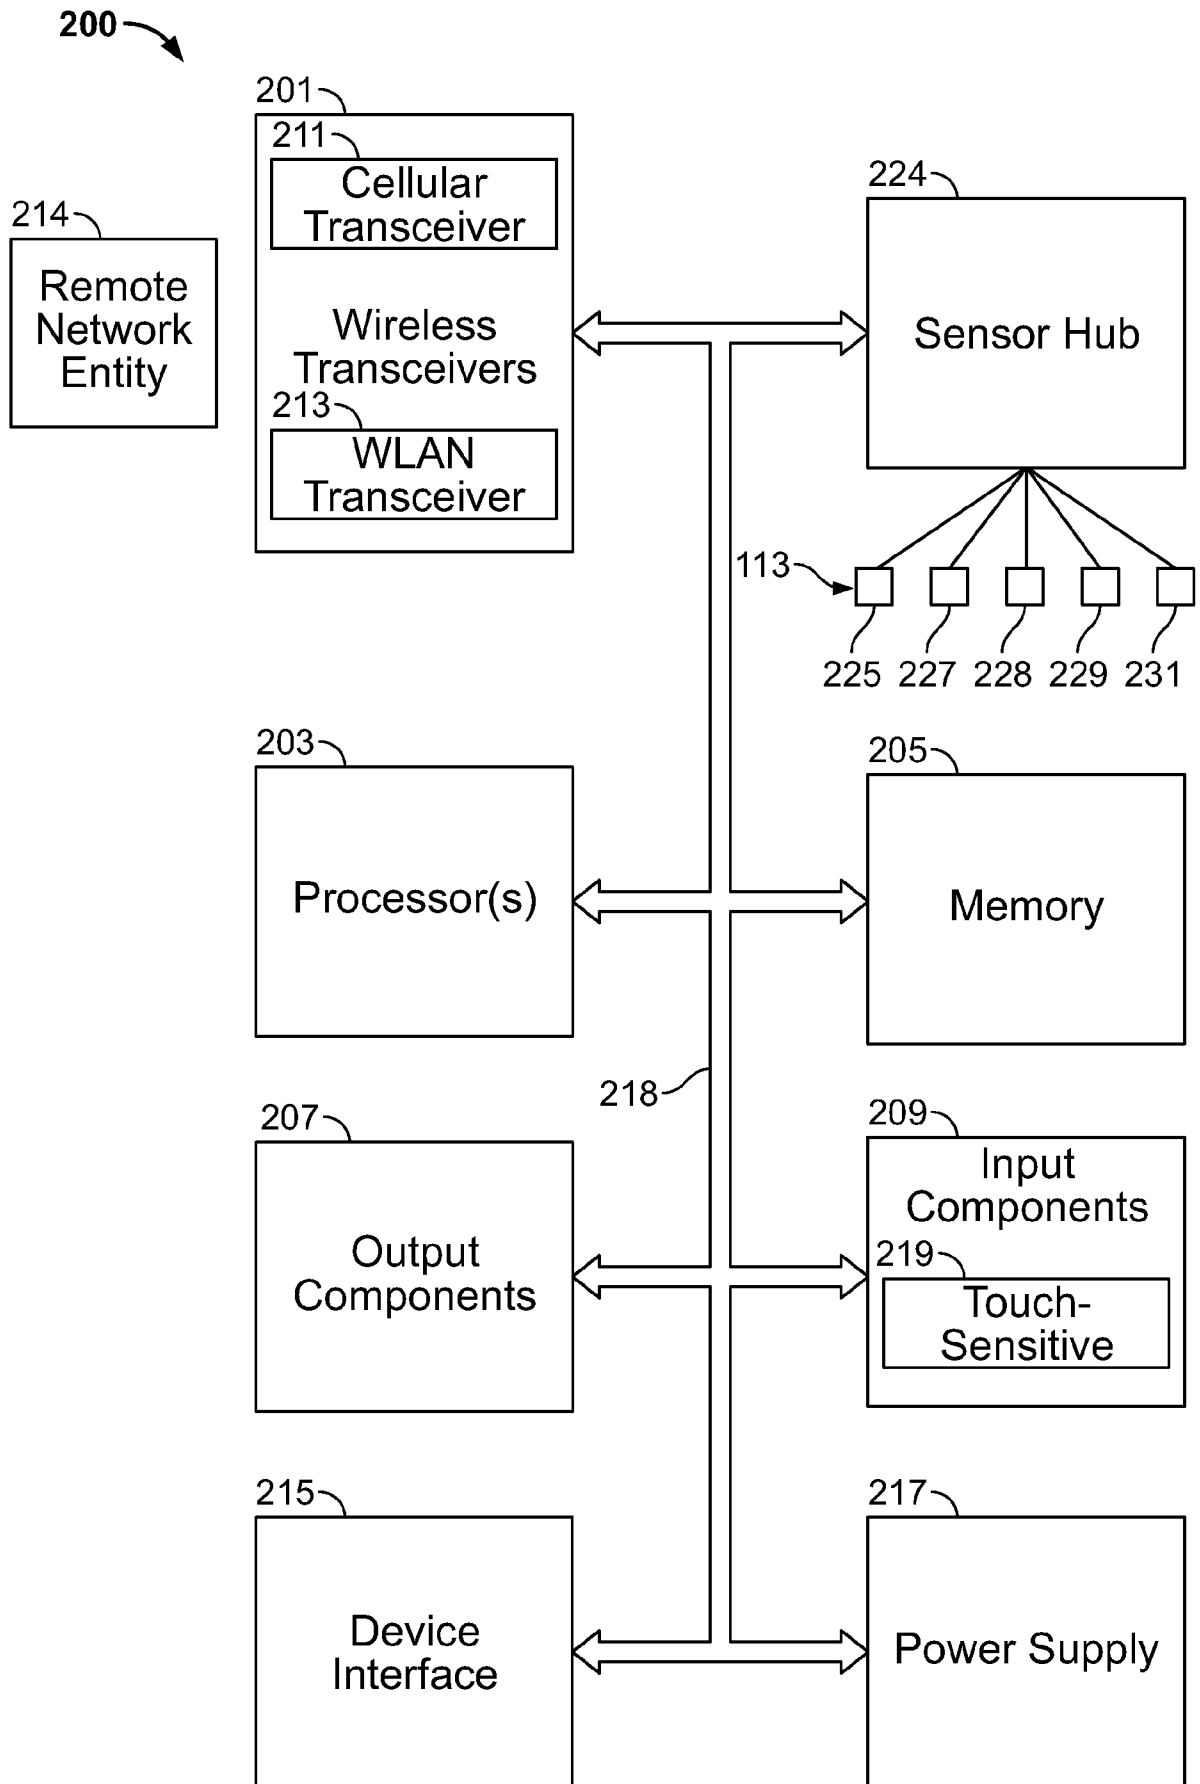 200
201
211
Cellular
Transceiver
Wireless
Transceivers
213
WLAN
Transceiver
214
Remote
Network
Entity
224
Sensor Hub
113
225 227 228 229 231
203
Processor(s)
205
Memory
218
207
Output
Components
209
Input
Components
219
Touch-
Sensitive
215
Device
Interface
217
Power Supply